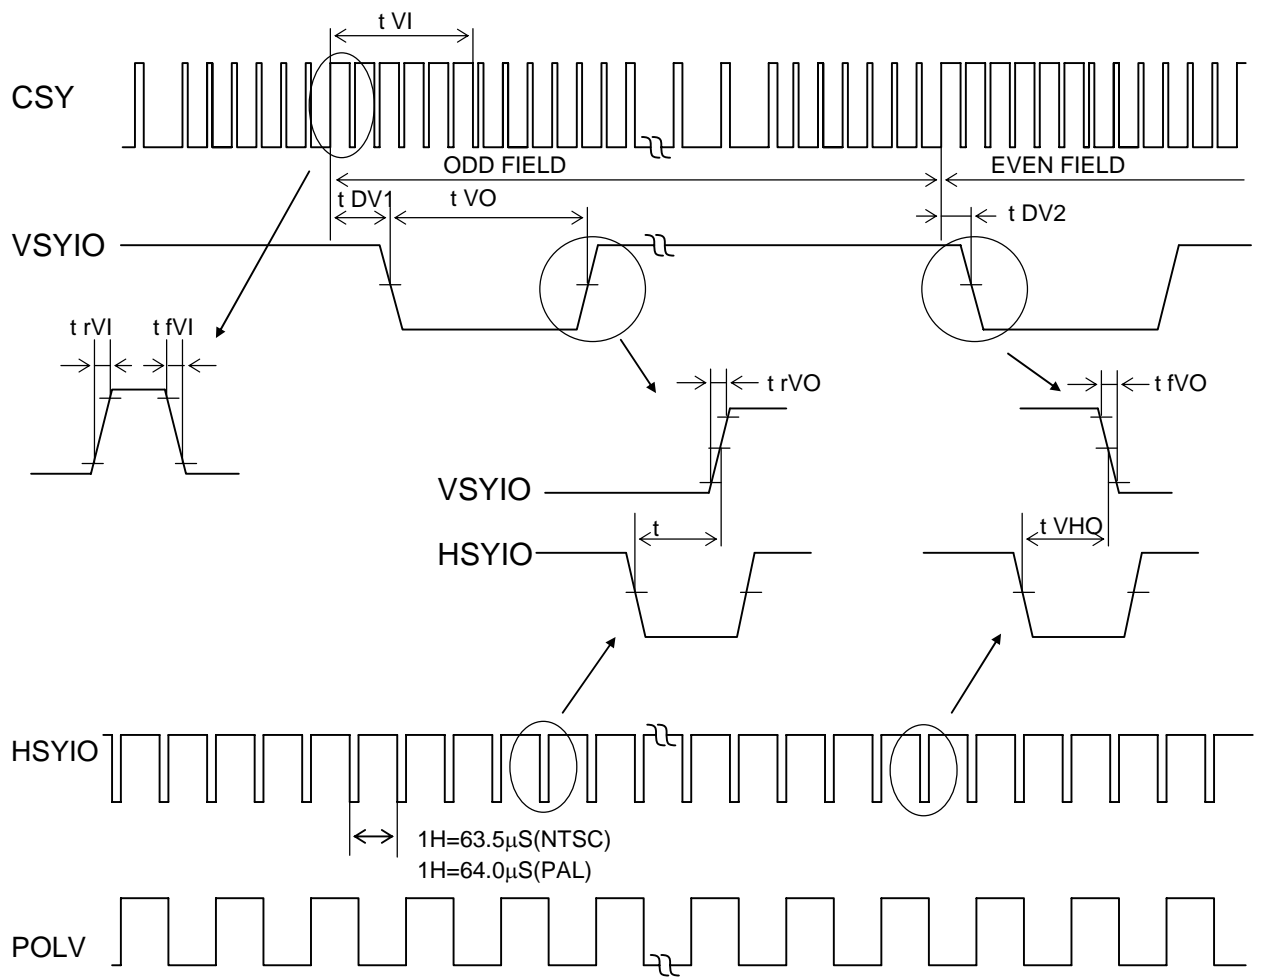 t VI
CSY
ODD FIELD
EVEN FIELD
t DV1
t VO
t DV2
VSYIO
t rVI
t fVI
t rVO
t fVO
VSYIO
t
t VHO
HSYIO
HSYIO
1H=63.5μS(NTSC)
1H=64.0μS(PAL)
POLV